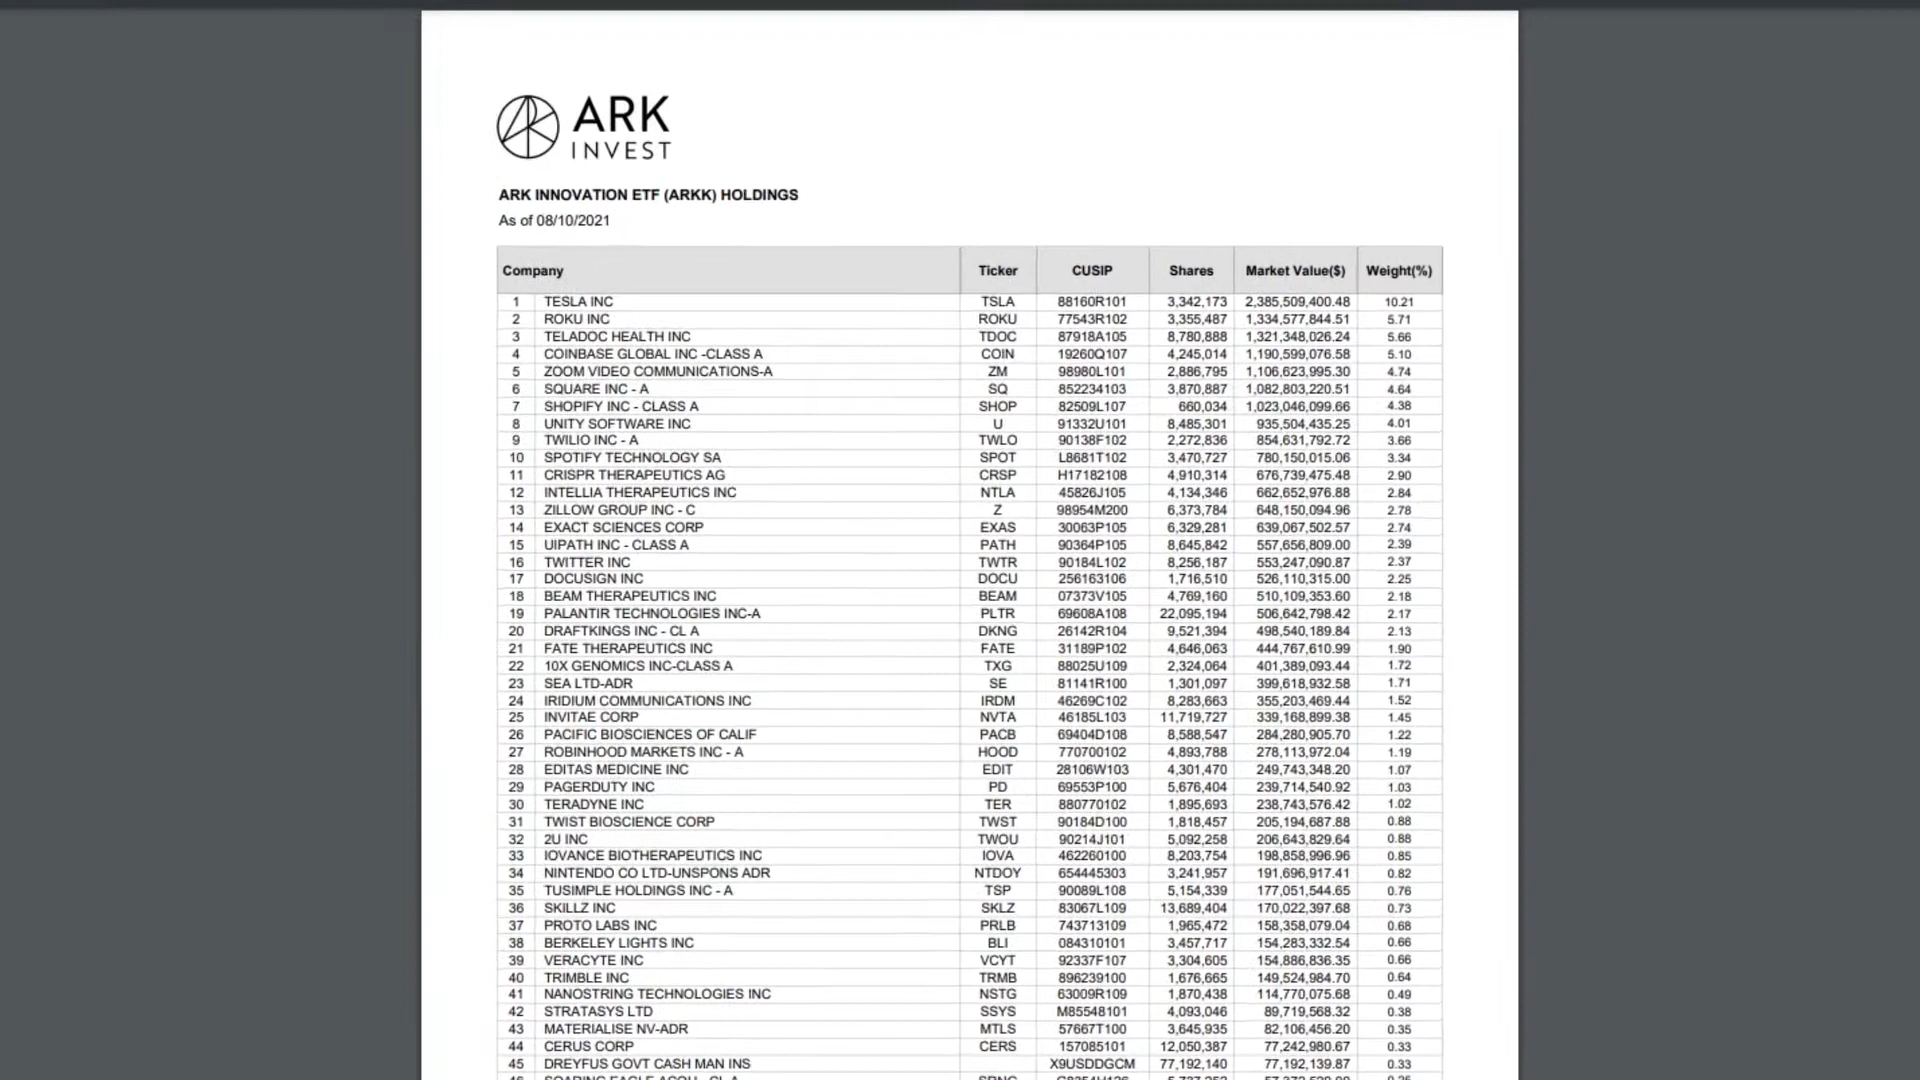 ARK
INVEST
ARK INNOVATION ETF (ARKK) HOLDINGS
As of 08/10/2021
Company Ticker CUSIP Shares Market Value($) Weight(%)
1 TESLA INC TSLA 88160R101 3,342,173 2,385,509,400.48 10.21
2 ROKU INC ROKU 77543R102 3,355,487 1,334,577,844.51 5.71
3 TELADOC HEALTH INC TDOC 87918A105 8,780,888 1,321,348,026.24 5.66
4 COINBASE GLOBAL INC -CLASS A COIN 19260Q107 4,245,014 1,190,599,076.58 5.10
5 ZOOM VIDEO COMMUNICATIONS-A ZM 98980L101 2,886,795 1,106,623,995.30 4.74
6 SQUARE INC - A SQ 852234103 3,870,887 1,082,803,220.51 4.64
7 SHOPIFY INC - CLASS A SHOP 82509L107 660,034 1,023,046,099.66 4.38
8 UNITY SOFTWARE INC U 91332U101 8,485,301 935,504,435.25 4.01
9 TWILIO INC - A TWLO 90138F102 2,272,836 854,631,792.72 3.66
10 SPOTIFY TECHNOLOGY SA SPOT L8681T102 3,470,727 780,150,015.06 3.34
11 CRISPR THERAPEUTICS AG CRSP H17182108 4,910,314 676,739,475.48 2.90
12 INTELLIA THERAPEUTICS INC NTLA 45826J105 4,134,346 662,652,976.88 2.84
13 ZILLOW GROUP INC - C Z 98954M200 6,373,784 648,150,094.96 2.78
14 EXACT SCIENCES CORP EXAS 30063P105 6,329,281 639,067,502.57 2.74
15 UIPATH INC - CLASS A PATH 90364P105 8,645,842 557,656,809.00 2.39
16 TWITTER INC TWTR 90184L102 8,256,187 553,247,090.87 2.37
17 DOCUSIGN INC DOCU 256163106 1,716,510 526,110,315.00 2.25
18 BEAM THERAPEUTICS INC BEAM 07373V105 4,769,160 510,109,353.60 2.18
19 PALANTIR TECHNOLOGIES INC-A PLTR 69608A108 22,095,194 506,642,798.42 2.17
20 DRAFTKINGS INC - CL A DKNG 26142R104 9,521,394 498,540,189.84 2.13
21 FATE THERAPEUTICS INC FATE 31189P102 4,646,063 444,767,610.99 1.90
22 10X GENOMICS INC-CLASS A TXG 88025U109 2,324,064 401,389,093.44 1.72
23 SEA LTD-ADR SE 81141R100 1,301,097 399,618,932.58 1.71
24 IRIDIUM COMMUNICATIONS INC IRDM 46269C102 8,283,663 355,203,469.44 1.52
25 INVITAE CORP NVTA 46185L103 11,719,727 339,168,899.38 1.45
26 PACIFIC BIOSCIENCES OF CALIF PACB 69404D108 8,588,547 284,280,905.70 1.22
27 ROBINHOOD MARKETS INC - A HOOD 770700102 4,893,788 278,113,972.04 1.19
28 EDITAS MEDICINE INC EDIT 28106W103 4,301,470 249,743,348.20 1.07
29 PAGERDUTY INC PD 69553P100 5,676,404 239,714,540.92 1.03
30 TERADYNE INC TER 880770102 1,895,693 238,743,576.42 1.02
31 TWIST BIOSCIENCE CORP TWST 90184D100 1,818,457 205,194,687.88 0.88
32 2U INC TWOU 90214J101 5,092,258 206,643,829.64 0.88
33 IOVANCE BIOTHERAPEUTICS INC IOVA 462260100 8,203,754 198,858,996.96 0.85
34 NINTENDO CO LTD-UNSPONS ADR NTDOY 654445303 3,241,957 191,696,917.41 0.82
35 TUSIMPLE HOLDINGS INC - A TSP 90089L108 5,154,339 177,051,544.65 0.76
36 SKILLZ INC SKLZ 83067L109 13,689,404 170,022,397.68 0.73
37 PROTO LABS INC PRLB 743713109 1,965,472 158,358,079.04 0.68
38 BERKELEY LIGHTS INC BLI 084310101 3,457,717 154,283,332.54 0.66
39 VERACYTE INC VCYT 92337F107 3,304,605 154,886,836.35 0.66
40 TRIMBLE INC TRMB 896239100 1,676,665 149,524,984.70 0.64
41 NANOSTRING TECHNOLOGIES INC NSTG 63009R109 1,870,438 114,770,075.68 0.49
42 STRATASYS LTD SSYS M85548101 4,093,046 89,719,568.32 0.38
43 MATERIALISE NV-ADR MTLS 57667T100 3,645,935 82,106,456.20 0.35
44 CERUS CORP CERS 157085101 12,050,387 77,242,980.67 0.33
45 DREYFUS GOVT CASH MAN INS X9USDDGCM 77,192,140 77,192,139.87 0.33